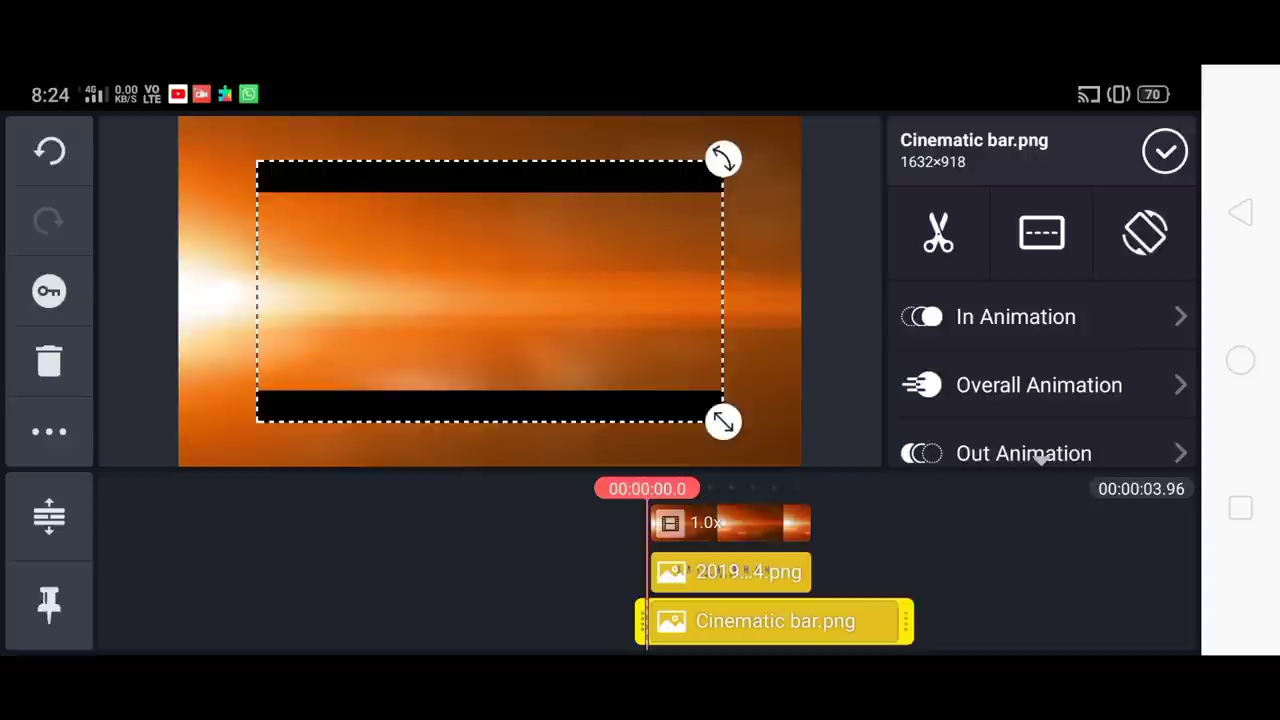 8:24 4G 0.00 KB/S VO LTE
70
Cinematic bar.png
1632×918
In Animation
Overall Animation
Out Animation
00:00:00.0
00:00:03.96
1.0x
2019...4.png
Cinematic bar.png